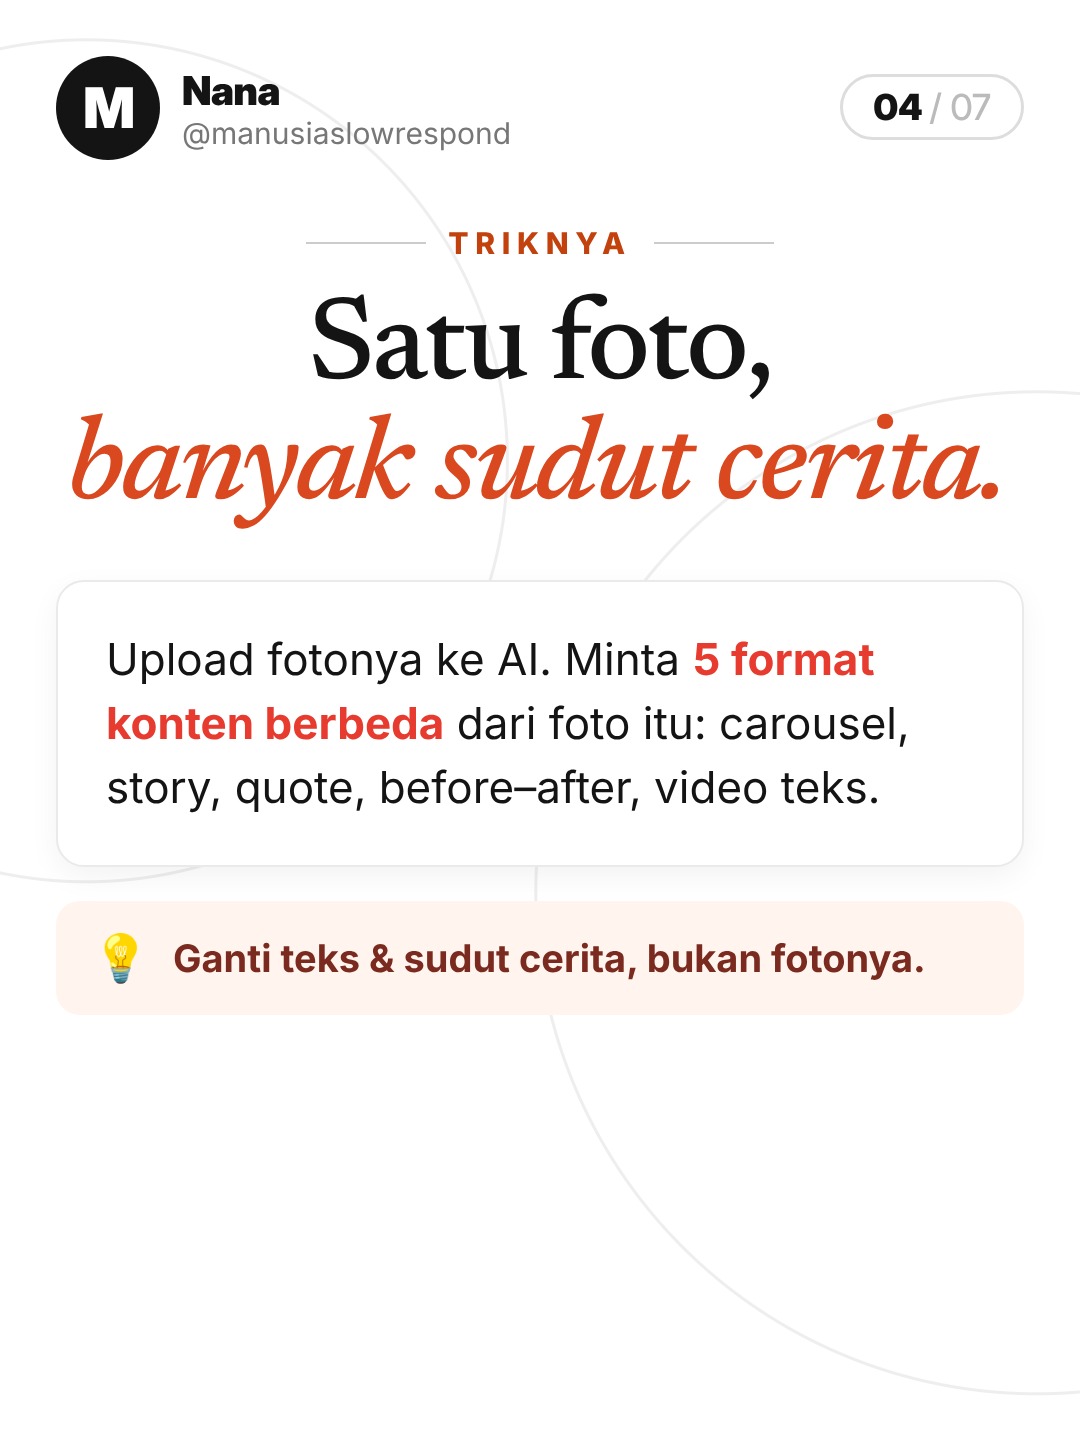 M
Nana
@manusiaslowrespond
04 / 07
TRIKNYA
Satu foto,
banyak sudut cerita.
Upload fotonya ke AI. Minta 5 format
konten berbeda dari foto itu: carousel,
story, quote, before–after, video teks.
Ganti teks & sudut cerita, bukan fotonya.